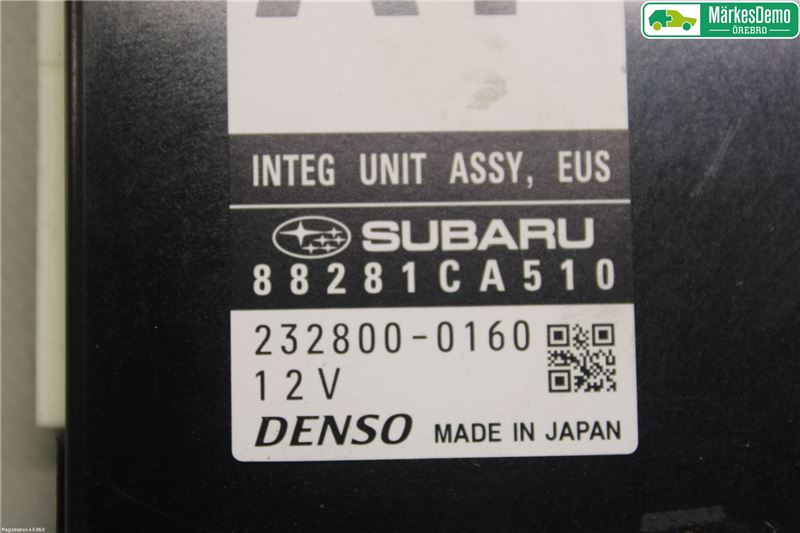 MärkesDemo
ÖREBRO
INTEG UNIT ASSY, EUS
SUBARU
88281CA510
232800-0160
12V
DENSO MADE IN JAPAN